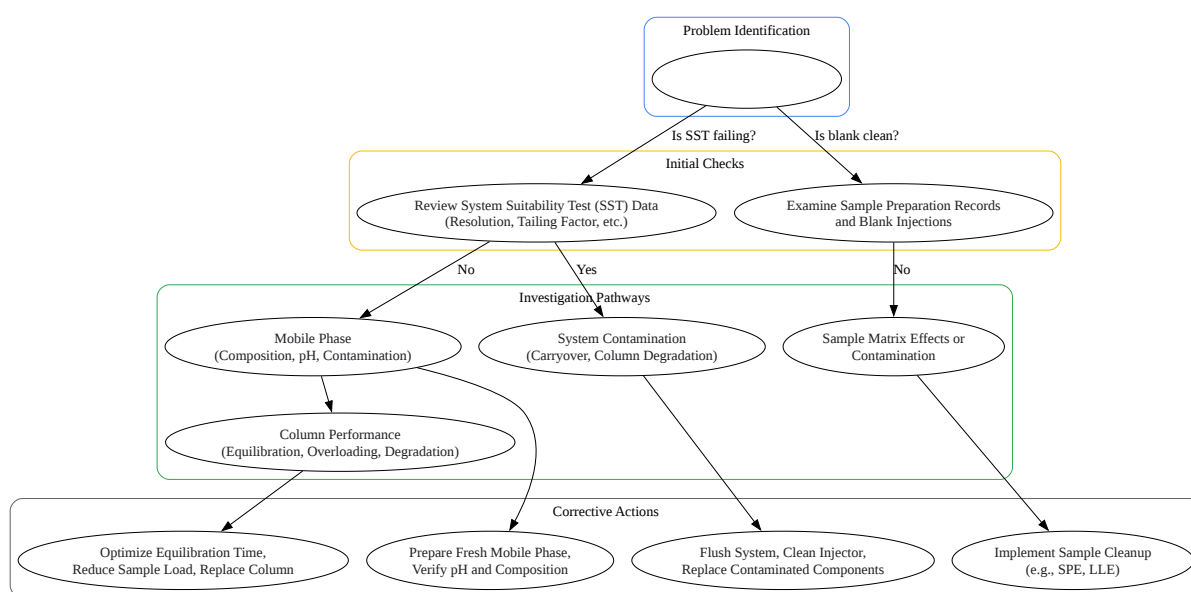 Problem Identification
Is SST failing?
Is blank clean?
Initial Checks
Review System Suitability Test (SST) Data
(Resolution, Tailing Factor, etc.)
Examine Sample Preparation Records
and Blank Injections
No
Yes
No
Investigation Pathways
Mobile Phase
(Composition, pH, Contamination)
System Contamination
(Carryover, Column Degradation)
Sample Matrix Effects or
Contamination
Column Performance
(Equilibration, Overloading, Degradation)
Corrective Actions
Optimize Equilibration Time,
Reduce Sample Load, Replace Column
Prepare Fresh Mobile Phase,
Verify pH and Composition
Flush System, Clean Injector,
Replace Contaminated Components
Implement Sample Cleanup
(e.g., SPE, LLE)